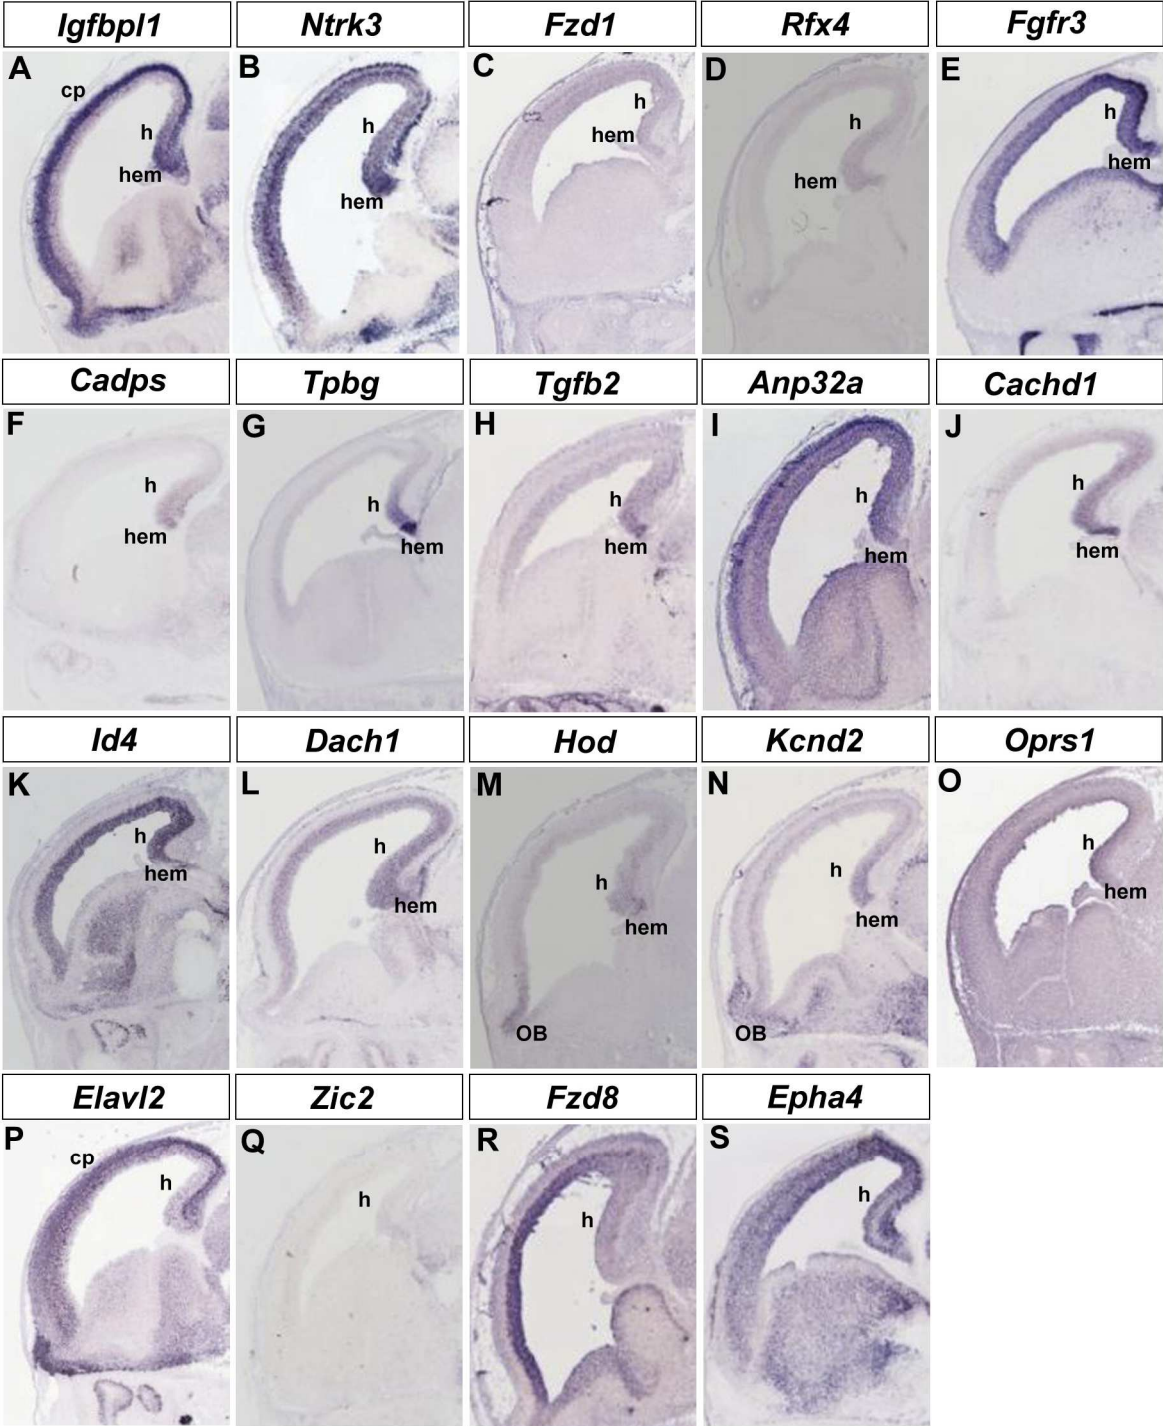 Igfbpl1 Ntrk3 Fzd1 Rfx4 Fgfr3
A cp h hem B h hem C h hem D h hem E h hem
Cadps Tpbg Tgfb2 Anp32a Cachd1
F h hem G h hem H h hem I h hem J h hem
Id4 Dach1 Hod Kcnd2 Oprs1
K h hem L h hem M h hem OB N h hem OB O h hem
Elavl2 Zic2 Fzd8 Epha4
P cp h Q h R h S h